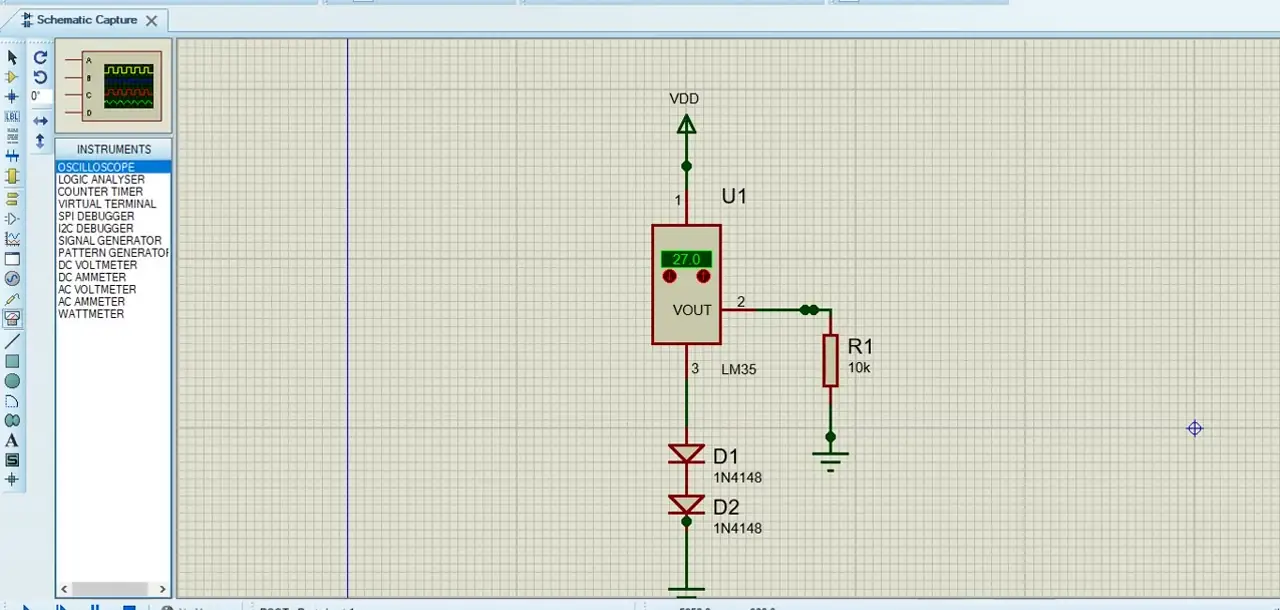 Schematic Capture
0°
A
B
C
D
LBL
INSTRUMENTS
OSCILLOSCOPE
LOGIC ANALYSER
COUNTER TIMER
VIRTUAL TERMINAL
SPI DEBUGGER
I2C DEBUGGER
SIGNAL GENERATOR
PATTERN GENERATOR
DC VOLTMETER
DC AMMETER
AC VOLTMETER
AC AMMETER
WATTMETER
A
S
VDD
1
U1
27.0
VOUT
2
3
LM35
R1
10k
D1
1N4148
D2
1N4148